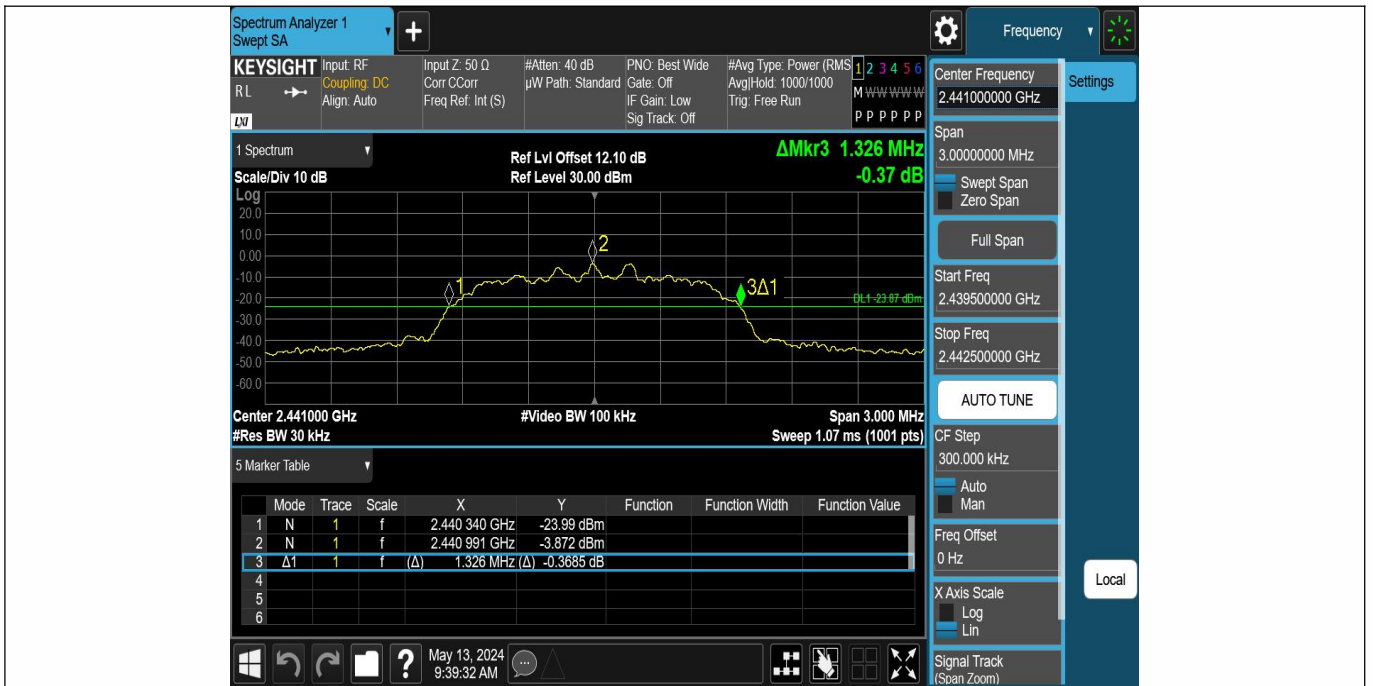 Spectrum Analyzer 1
Swept SA
+
Frequency
KEYSIGHT
RL
LXI
Input: RF
Coupling: DC
Align: Auto
Input Z: 50 Ω
Corr CCorr
Freq Ref: Int (S)
#Atten: 40 dB
µW Path: Standard
PNO: Best Wide
Gate: Off
IF Gain: Low
Sig Track: Off
#Avg Type: Power (RMS
Avg|Hold: 1000/1000
Trig: Free Run
1 2 3 4 5 6
M W W W W W
P P P P P P
1 Spectrum
Scale/Div 10 dB
Ref Lvl Offset 12.10 dB
Ref Level 30.00 dBm
ΔMkr3 1.326 MHz
-0.37 dB
Log
20.0
10.0
0.00
-10.0
-20.0
-30.0
-40.0
-50.0
-60.0
1
2
3Δ1
DL1 -23.87 dBm
Center 2.441000 GHz
#Res BW 30 kHz
#Video BW 100 kHz
Span 3.000 MHz
Sweep 1.07 ms (1001 pts)
5 Marker Table
Mode Trace Scale X Y Function Function Width Function Value
1 N 1 f 2.440 340 GHz -23.99 dBm
2 N 1 f 2.440 991 GHz -3.872 dBm
3 Δ1 1 f (Δ) 1.326 MHz (Δ) -0.3685 dB
4
5
6
?
May 13, 2024
9:39:32 AM
Center Frequency
2.441000000 GHz
Settings
Span
3.00000000 MHz
Swept Span
Zero Span
Full Span
Start Freq
2.439500000 GHz
Stop Freq
2.442500000 GHz
AUTO TUNE
CF Step
300.000 kHz
Auto
Man
Freq Offset
0 Hz
X Axis Scale
Log
Lin
Signal Track
(Span Zoom)
Local